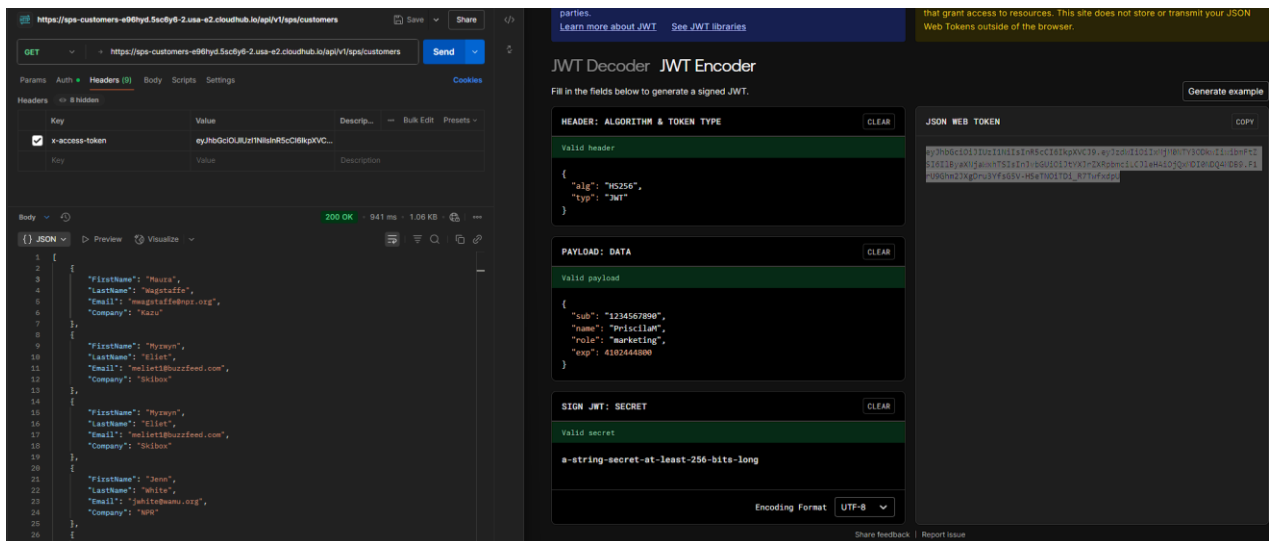 https://sps-customers-e96hyd.5sc6y6-2.usa-e2.cloudhub.io/api/v1/sps/customers
Save
Share
GET
https://sps-customers-e96hyd.5sc6y6-2.usa-e2.cloudhub.io/api/v1/sps/customers
Send
Params Auth Headers (9) Body Scripts Settings
Cookies
Headers 8 hidden
Key Value Descrip... Bulk Edit Presets
x-access-token eyJhbGciOiJIUzI1NiIsInR5cCI6IkpXVC...
Key Value Description
Body
200 OK 941 ms 1.06 KB
{} JSON Preview Visualize
1 [
2 {
3 "FirstName": "Maura",
4 "LastName": "Wagstaffe",
5 "Email": "mwagstaffe@npr.org",
6 "Company": "Kazu"
7 },
8 {
9 "FirstName": "Myrwyn",
10 "LastName": "Eliet",
11 "Email": "meliet1@buzzfeed.com",
12 "Company": "Skibox"
13 },
14 {
15 "FirstName": "Myrwyn",
16 "LastName": "Eliet",
17 "Email": "meliet1@buzzfeed.com",
18 "Company": "Skibox"
19 },
20 {
21 "FirstName": "Jenn",
22 "LastName": "White",
23 "Email": "jwhite@wamu.org",
24 "Company": "NPR"
25 },
26 {
parties.
Learn more about JWT See JWT libraries
that grant access to resources. This site does not store or transmit your JSON
Web Tokens outside of the browser.
JWT Decoder JWT Encoder
Fill in the fields below to generate a signed JWT.
Generate example
HEADER: ALGORITHM & TOKEN TYPE
CLEAR
Valid header
{
"alg": "HS256",
"typ": "JWT"
}
PAYLOAD: DATA
CLEAR
Valid payload
{
"sub": "1234567890",
"name": "PriscilaM",
"role": "marketing",
"exp": 4102444800
}
SIGN JWT: SECRET
CLEAR
Valid secret
a-string-secret-at-least-256-bits-long
Encoding Format UTF-8
JSON WEB TOKEN
COPY
Share feedback | Report issue